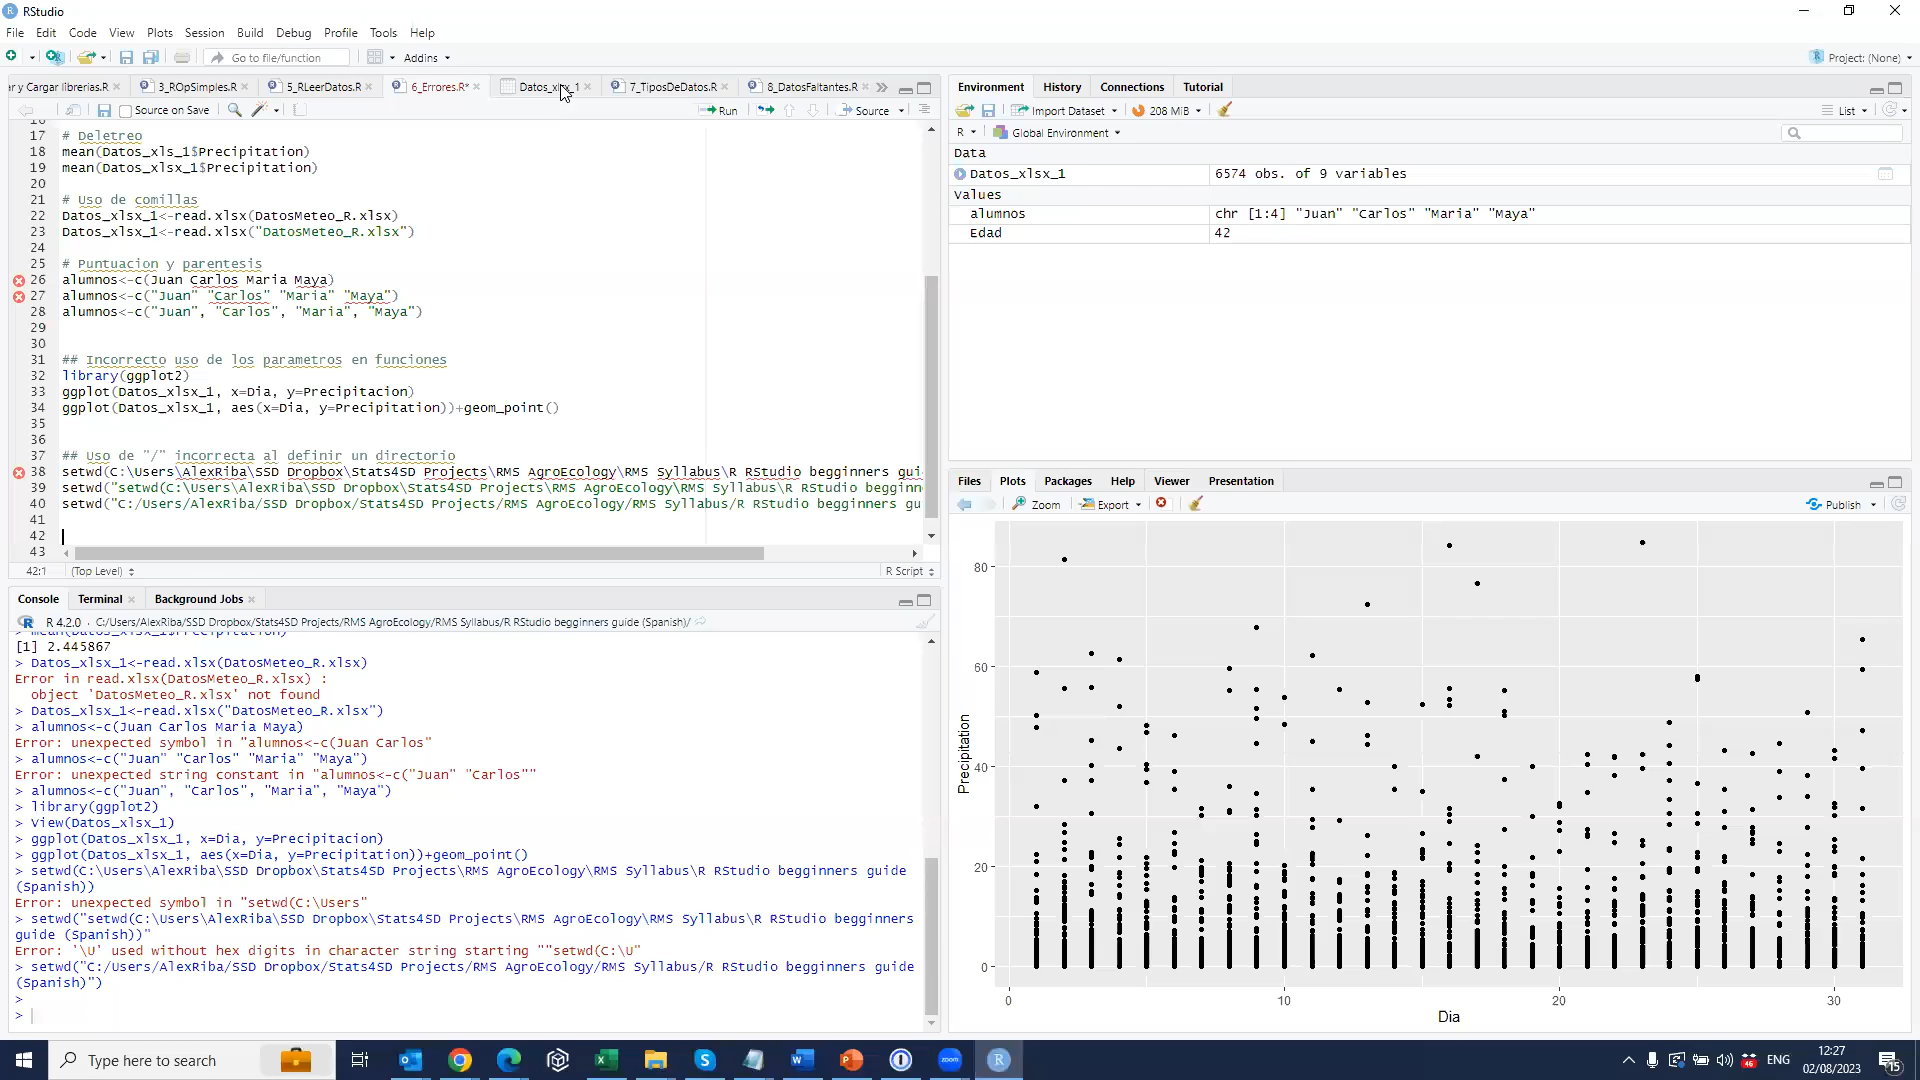 RStudio
File Edit Code View Plots Session Build Debug Profile Tools Help
Go to file/function Addins Project: (None)
ar y Cargar librerias.R 3_ROpSimples.R 5_RLeerDatos.R 6_Errores.R* Datos_xlsx_1 7_TiposDeDatos.R 8_DatosFaltantes.R
Source on Save Run Source
16
17 # Deletreo
18 mean(Datos_xls_1$Precipitation)
19 mean(Datos_xlsx_1$Precipitation)
20
21 # Uso de comillas
22 Datos_xlsx_1<-read.xlsx(DatosMeteo_R.xlsx)
23 Datos_xlsx_1<-read.xlsx("DatosMeteo_R.xlsx")
24
25 # Puntuacion y parentesis
26 alumnos<-c(Juan Carlos Maria Maya)
27 alumnos<-c("Juan" "Carlos" "Maria" "Maya")
28 alumnos<-c("Juan", "Carlos", "Maria", "Maya")
29
30
31 ## Incorrecto uso de los parametros en funciones
32 library(ggplot2)
33 ggplot(Datos_xlsx_1, x=Dia, y=Precipitacion)
34 ggplot(Datos_xlsx_1, aes(x=Dia, y=Precipitation))+geom_point()
35
36
37 ## Uso de "/" incorrecta al definir un directorio
38 setwd(C:\Users\AlexRiba\SSD Dropbox\Stats4SD Projects\RMS AgroEcology\RMS Syllabus\R RStudio begginners gui
39 setwd("setwd(C:\Users\AlexRiba\SSD Dropbox\Stats4SD Projects\RMS AgroEcology\RMS Syllabus\R RStudio beggin
40 setwd("C:/Users/AlexRiba/SSD Dropbox/Stats4SD Projects/RMS AgroEcology/RMS Syllabus/R RStudio begginners gu
41
42
43
42:1 (Top Level) R Script
Console Terminal Background Jobs
R 4.2.0 · C:/Users/AlexRiba/SSD Dropbox/Stats4SD Projects/RMS AgroEcology/RMS Syllabus/R RStudio begginners guide (Spanish)/
mean(Datos_xlsx_1$Precipitation)
[1] 2.445867
> Datos_xlsx_1<-read.xlsx(DatosMeteo_R.xlsx)
Error in read.xlsx(DatosMeteo_R.xlsx) :
object 'DatosMeteo_R.xlsx' not found
> Datos_xlsx_1<-read.xlsx("DatosMeteo_R.xlsx")
> alumnos<-c(Juan Carlos Maria Maya)
Error: unexpected symbol in "alumnos<-c(Juan Carlos"
> alumnos<-c("Juan" "Carlos" "Maria" "Maya")
Error: unexpected string constant in "alumnos<-c("Juan" "Carlos""
> alumnos<-c("Juan", "Carlos", "Maria", "Maya")
> library(ggplot2)
> View(Datos_xlsx_1)
> ggplot(Datos_xlsx_1, x=Dia, y=Precipitacion)
> ggplot(Datos_xlsx_1, aes(x=Dia, y=Precipitation))+geom_point()
> setwd(C:\Users\AlexRiba\SSD Dropbox\Stats4SD Projects\RMS AgroEcology\RMS Syllabus\R RStudio begginners guide
(Spanish))
Error: unexpected symbol in "setwd(C:\Users"
> setwd("setwd(C:\Users\AlexRiba\SSD Dropbox\Stats4SD Projects\RMS AgroEcology\RMS Syllabus\R RStudio begginners
guide (Spanish))"
Error: '\U' used without hex digits in character string starting ""setwd(C:\U"
> setwd("C:/Users/AlexRiba/SSD Dropbox/Stats4SD Projects/RMS AgroEcology/RMS Syllabus/R RStudio begginners guide
(Spanish)")
>
>
Environment History Connections Tutorial
Import Dataset 208 MiB List
R Global Environment
Data
Datos_xlsx_1 6574 obs. of 9 variables
Values
alumnos chr [1:4] "Juan" "Carlos" "Maria" "Maya"
Edad 42
Files Plots Packages Help Viewer Presentation
Zoom Export Publish
80
60
40
20
0
Precipitation
0 10 20 30
Dia
Type here to search
zoom
R
46
ENG
12:27
02/08/2023
15